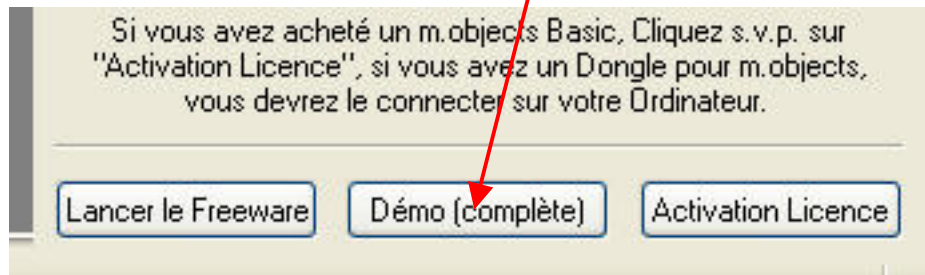 Si vous avez acheté un m.objects Basic, Cliquez s.v.p. sur
"Activation Licence", si vous avez un Dongle pour m.objects,
vous devrez le connecter sur votre Ordinateur.
Lancer le Freeware Démo (complète) Activation Licence